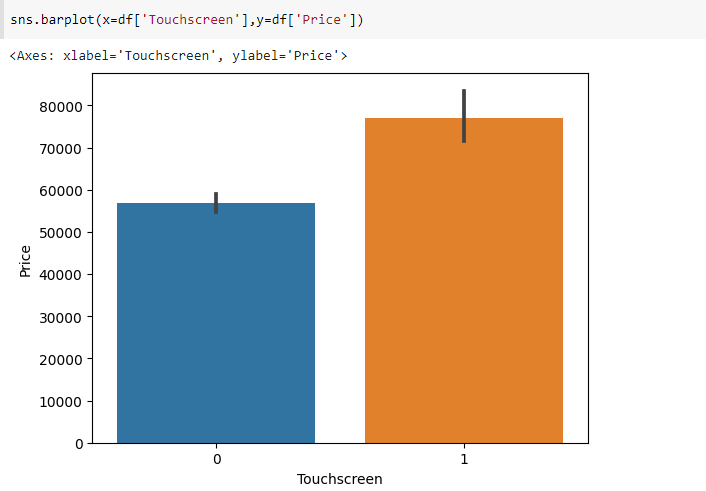 sns.barplot(x=df['Touchscreen'],y=df['Price'])
<Axes: xlabel='Touchscreen', ylabel='Price'>
80000
70000
60000
50000
40000
30000
20000
10000
0
Price
0 1
Touchscreen